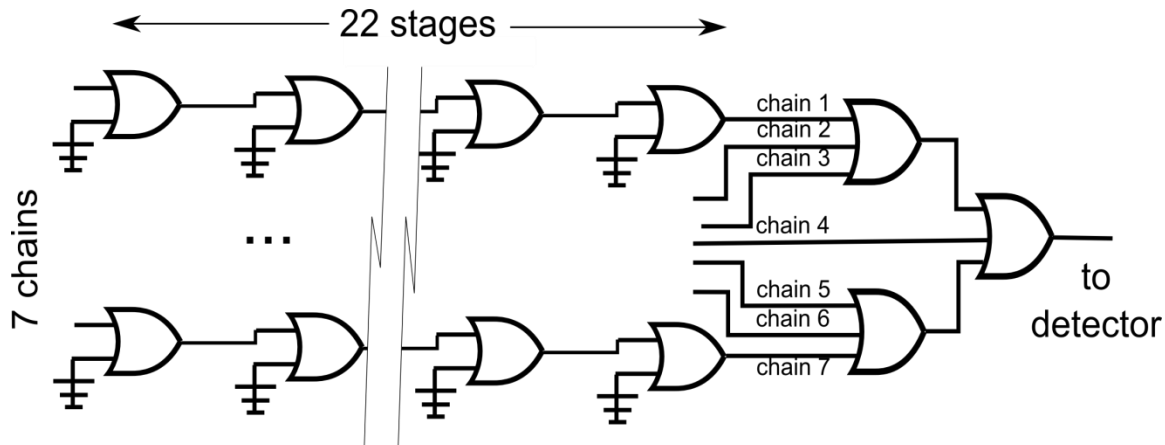 22 stages
7 chains
...
chain 1
chain 2
chain 3
chain 4
chain 5
chain 6
chain 7
to
detector